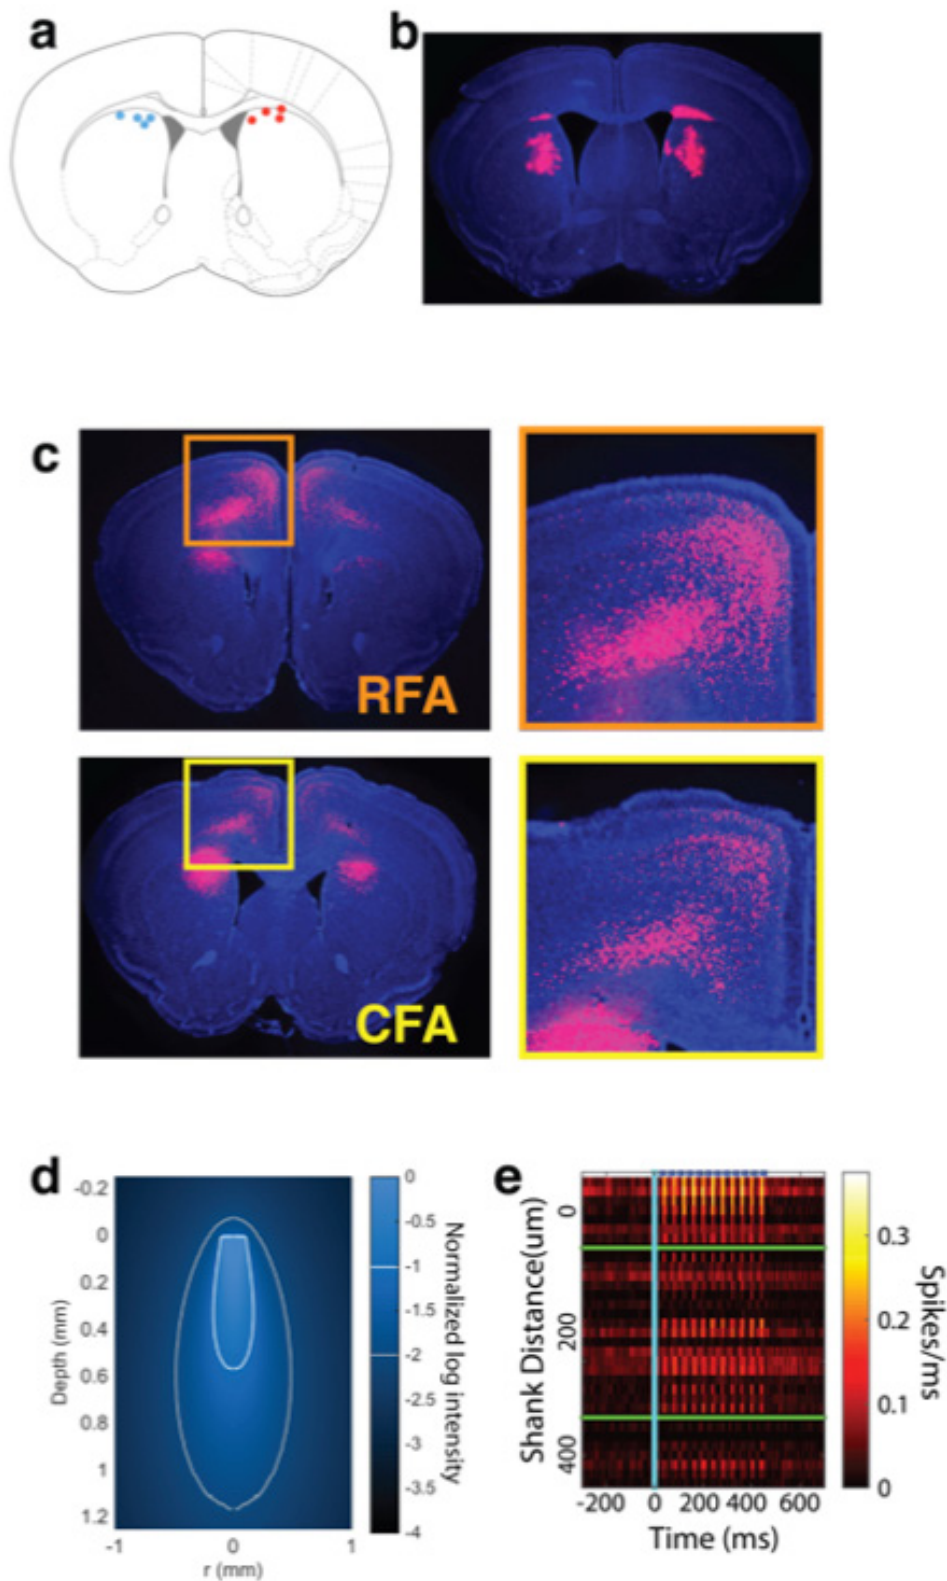 a
b
c
RFA
CFA
d
-0.2
0
0.2
0.4
0.6
0.8
1
1.2
Depth (mm)
-1
0
1
r (mm)
0
-0.5
-1
-1.5
-2
-2.5
-3
-3.5
-4
Normalized log intensity
e
0
200
400
Shank Distance(um)
-200
0
200
400
600
Time (ms)
0.3
0.2
0.1
0
Spikes/ms